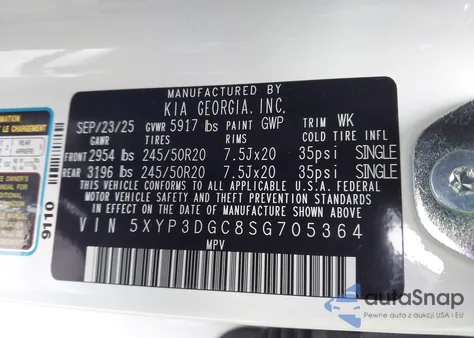 MANUFACTURED BY
KIA GEORGIA, INC.
SEP/23/25 GVWR 5917 lbs PAINT GWP TRIM WK
GAWR TIRES RIMS COLD TIRE INFL
FRONT 2954 lbs 245/50R20 7.5Jx20 35psi SINGLE
REAR 3196 lbs 245/50R20 7.5Jx20 35psi SINGLE
THIS VEHICLE CONFORMS TO ALL APPLICABLE U.S.A. FEDERAL
MOTOR VEHICLE SAFETY AND THEFT PREVENTION STANDARDS IN
EFFECT ON THE DATE OF MANUFACTURE SHOWN ABOVE.
VIN 5XYP3DGC8SG705364
MPV
9110
REAR
ARRIÈRE
autoSnap
Pewne auta z aukcji USA i EU